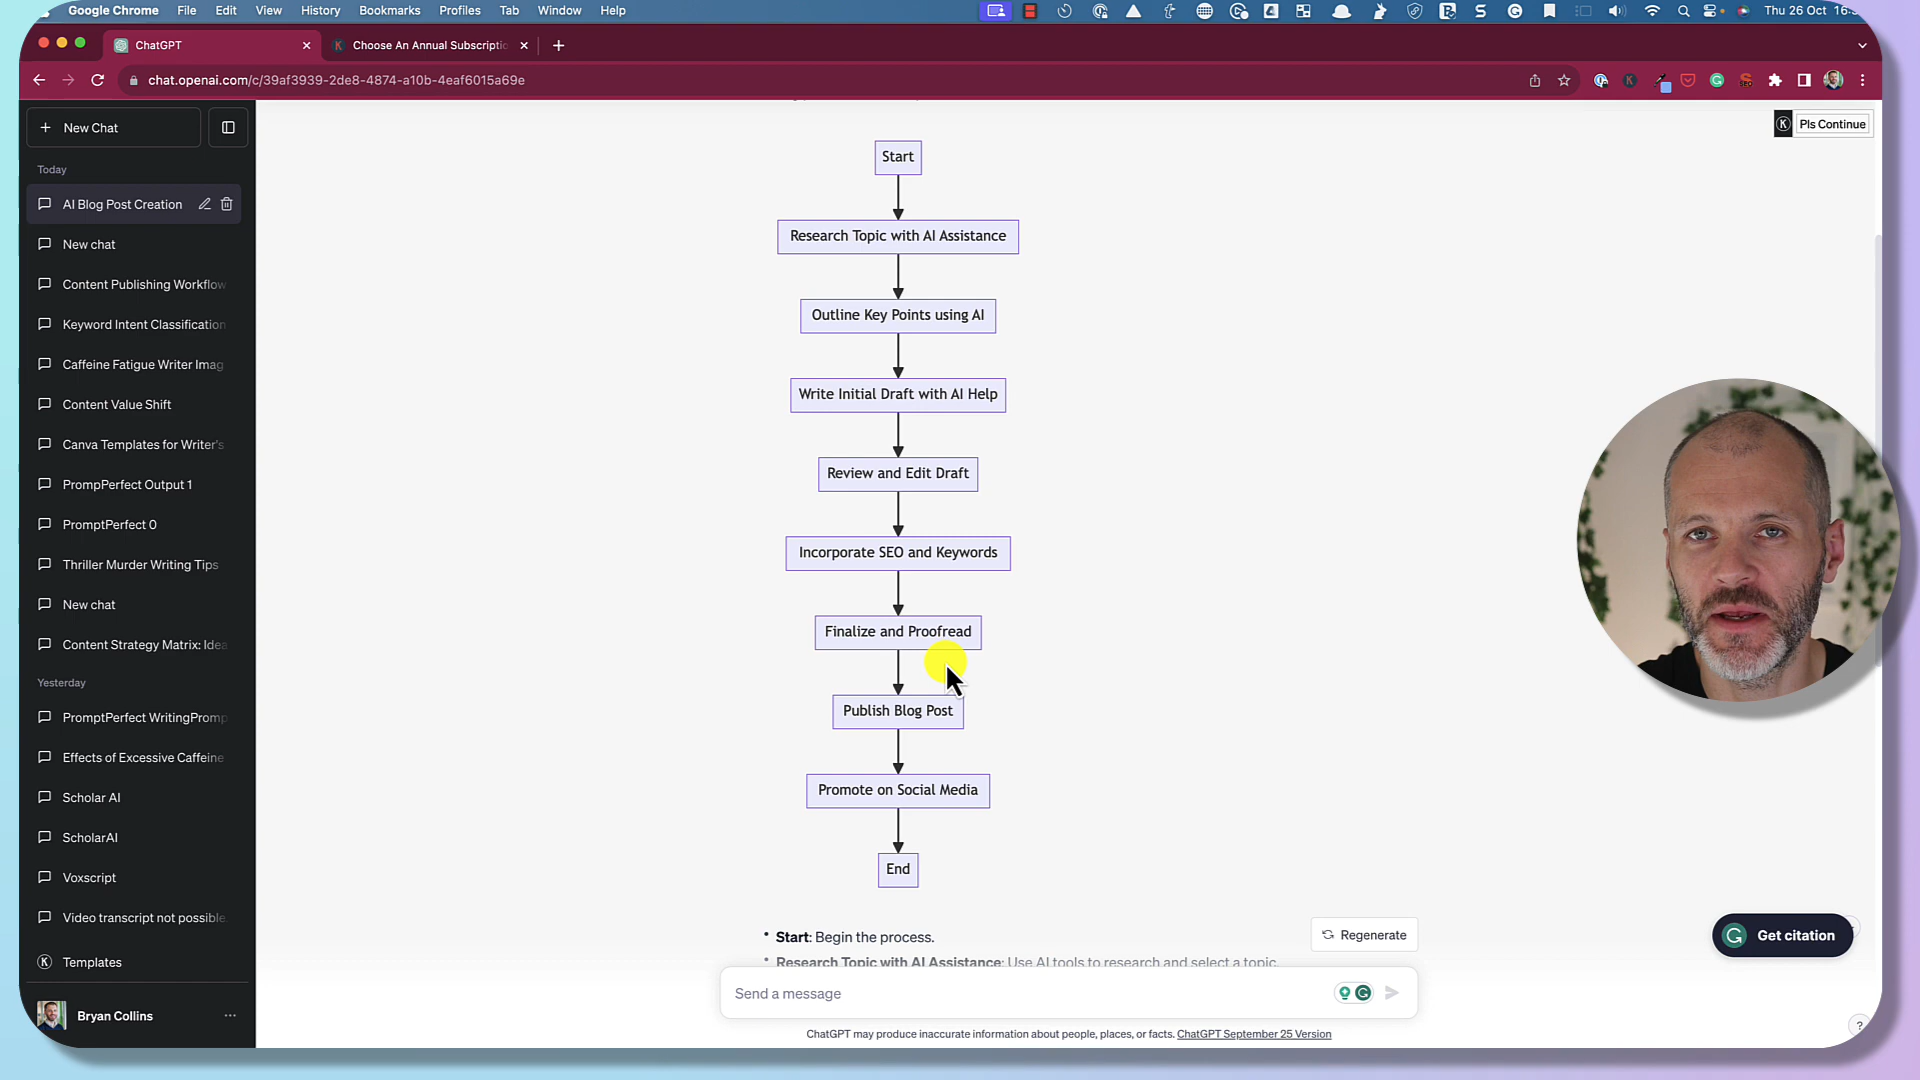 Google Chrome File Edit View History Bookmarks Profiles Tab Window Help Thu 26 Oct
ChatGPT
Choose An Annual Subscriptio
chat.openai.com/c/39af3939-2de8-4874-a10b-4eaf6015a69e
New Chat
Today
AI Blog Post Creation
New chat
Content Publishing Workflow
Keyword Intent Classification
Caffeine Fatigue Writer Imag
Content Value Shift
Canva Templates for Writer's
PrompPerfect Output 1
PromptPerfect 0
Thriller Murder Writing Tips
New chat
Content Strategy Matrix: Idea
Yesterday
PromptPerfect WritingPromp
Effects of Excessive Caffeine
Scholar AI
ScholarAI
Voxscript
Video transcript not possible.
Templates
Bryan Collins
Pls Continue
Start
Research Topic with AI Assistance
Outline Key Points using AI
Write Initial Draft with AI Help
Review and Edit Draft
Incorporate SEO and Keywords
Finalize and Proofread
Publish Blog Post
Promote on Social Media
End
• Start: Begin the process.
• Research Topic with AI Assistance: Use AI tools to research and select a topic.
Regenerate
Get citation
Send a message
ChatGPT may produce inaccurate information about people, places, or facts. ChatGPT September 25 Version
?